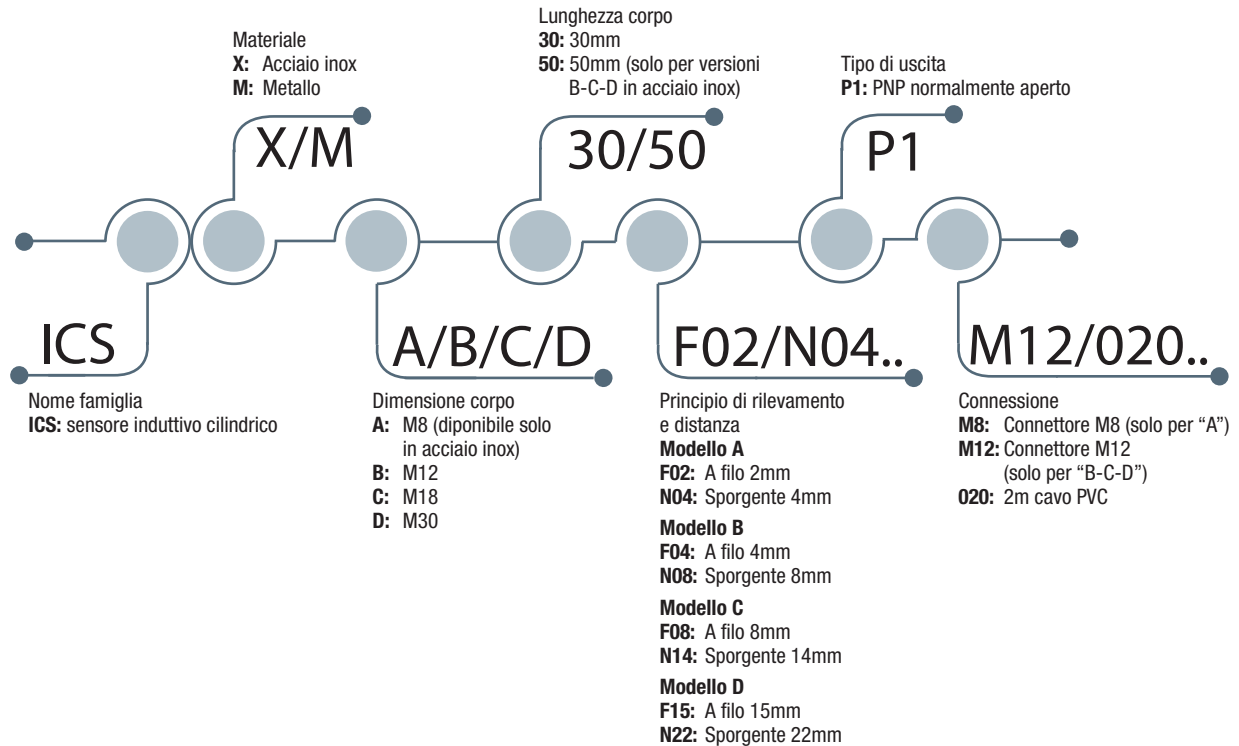 Materiale
X: Acciaio inox
M: Metallo
X/M
Lunghezza corpo
30: 30mm
50: 50mm (solo per versioni
B-C-D in acciaio inox)
30/50
Tipo di uscita
P1: PNP normalmente aperto
P1
ICS
Nome famiglia
ICS: sensore induttivo cilindrico
A/B/C/D
Dimensione corpo
A: M8 (diponibile solo
in acciaio inox)
B: M12
C: M18
D: M30
F02/N04..
Principio di rilevamento
e distanza
Modello A
F02: A filo 2mm
N04: Sporgente 4mm
Modello B
F04: A filo 4mm
N08: Sporgente 8mm
Modello C
F08: A filo 8mm
N14: Sporgente 14mm
Modello D
F15: A filo 15mm
N22: Sporgente 22mm
M12/020..
Connessione
M8: Connettore M8 (solo per “A”)
M12: Connettore M12
(solo per “B-C-D”)
020: 2m cavo PVC